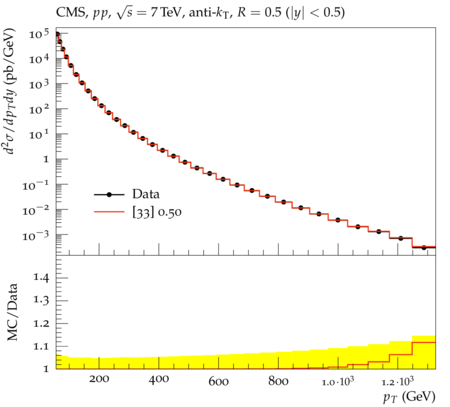 CMS, pp, √s = 7 TeV, anti-kT, R = 0.5 (|y| < 0.5)
d²σ/dpTdy (pb/GeV)
10⁵
10⁴
10³
10²
10¹
1
10⁻¹
10⁻²
10⁻³
Data
[33] 0.50
MC/Data
1.4
1.3
1.2
1.1
1
200 400 600 800 1.0·10³ 1.2·10³
pT (GeV)